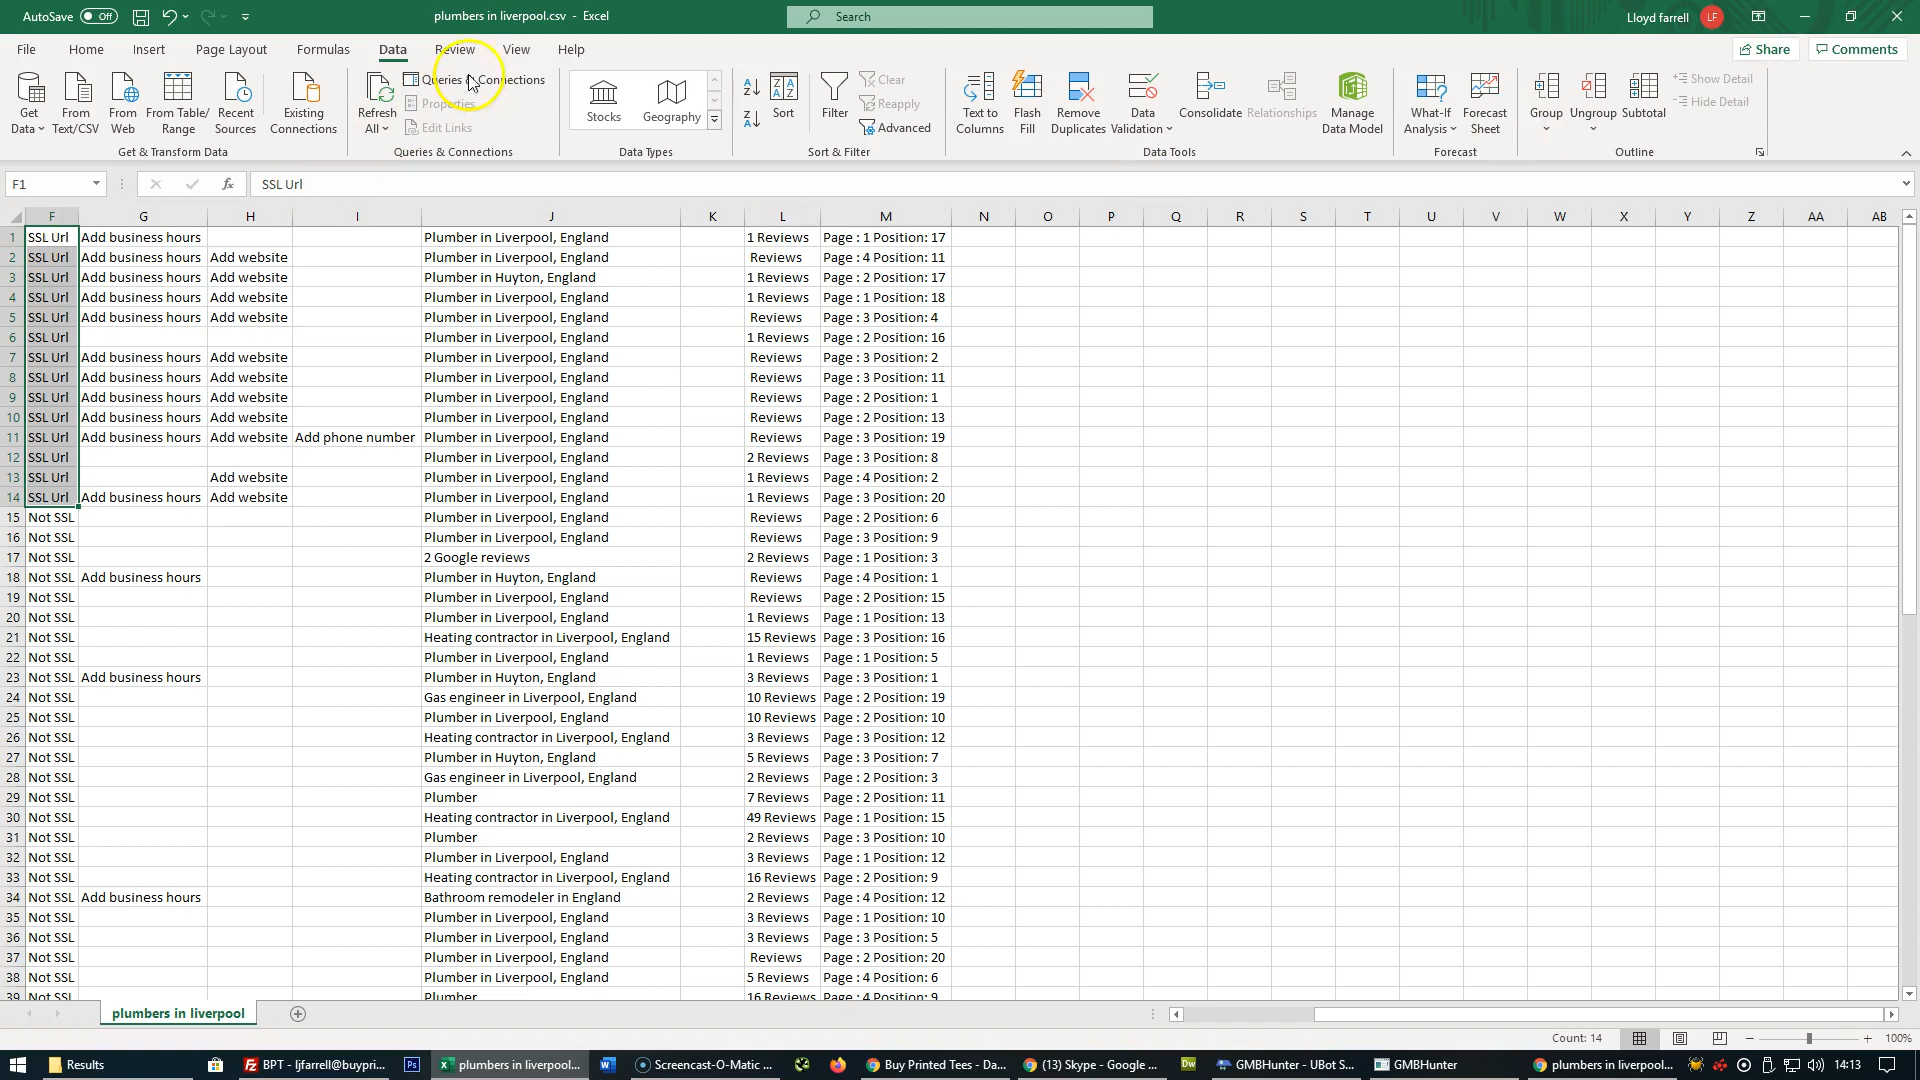 AutoSave Off plumbers in liverpool.csv - Excel Search Lloyd farrell LF
File Home Insert Page Layout Formulas Data Review View Help Share Comments
Get Data From Text/CSV From Web From Table/ Range Recent Sources Existing Connections Refresh All Queries & Connections Properties Edit Links Stocks Geography Sort Filter Clear Reapply Advanced Text to Columns Flash Fill Remove Duplicates Data Validation Consolidate Relationships Manage Data Model What-If Analysis Forecast Sheet Group Ungroup Subtotal Show Detail Hide Detail
Get & Transform Data Queries & Connections Data Types Sort & Filter Data Tools Forecast Outline
F1 fx SSL Url
F G H I J K L M N O P Q R S T U V W X Y Z AA AB
1 SSL Url Add business hours Plumber in Liverpool, England 1 Reviews Page : 1 Position: 17
2 SSL Url Add business hours Add website Plumber in Liverpool, England Reviews Page : 4 Position: 11
3 SSL Url Add business hours Add website Plumber in Huyton, England 1 Reviews Page : 2 Position: 17
4 SSL Url Add business hours Add website Plumber in Liverpool, England 1 Reviews Page : 1 Position: 18
5 SSL Url Add business hours Add website Plumber in Liverpool, England Reviews Page : 3 Position: 4
6 SSL Url Plumber in Liverpool, England 1 Reviews Page : 2 Position: 16
7 SSL Url Add business hours Add website Plumber in Liverpool, England Reviews Page : 3 Position: 2
8 SSL Url Add business hours Add website Plumber in Liverpool, England Reviews Page : 3 Position: 11
9 SSL Url Add business hours Add website Plumber in Liverpool, England Reviews Page : 2 Position: 1
10 SSL Url Add business hours Add website Plumber in Liverpool, England Reviews Page : 2 Position: 13
11 SSL Url Add business hours Add website Add phone number Plumber in Liverpool, England Reviews Page : 3 Position: 19
12 SSL Url Plumber in Liverpool, England 2 Reviews Page : 3 Position: 8
13 SSL Url Add website Plumber in Liverpool, England 1 Reviews Page : 4 Position: 2
14 SSL Url Add business hours Add website Plumber in Liverpool, England 1 Reviews Page : 3 Position: 20
15 Not SSL Plumber in Liverpool, England Reviews Page : 2 Position: 6
16 Not SSL Plumber in Liverpool, England Reviews Page : 3 Position: 9
17 Not SSL 2 Google reviews 2 Reviews Page : 1 Position: 3
18 Not SSL Add business hours Plumber in Huyton, England Reviews Page : 4 Position: 1
19 Not SSL Plumber in Liverpool, England Reviews Page : 2 Position: 15
20 Not SSL Plumber in Liverpool, England 1 Reviews Page : 1 Position: 13
21 Not SSL Heating contractor in Liverpool, England 15 Reviews Page : 3 Position: 16
22 Not SSL Plumber in Liverpool, England 1 Reviews Page : 1 Position: 5
23 Not SSL Add business hours Plumber in Huyton, England 3 Reviews Page : 3 Position: 1
24 Not SSL Gas engineer in Liverpool, England 10 Reviews Page : 2 Position: 19
25 Not SSL Plumber in Liverpool, England 10 Reviews Page : 2 Position: 10
26 Not SSL Heating contractor in Liverpool, England 3 Reviews Page : 3 Position: 12
27 Not SSL Plumber in Huyton, England 5 Reviews Page : 3 Position: 7
28 Not SSL Gas engineer in Liverpool, England 2 Reviews Page : 2 Position: 3
29 Not SSL Plumber 7 Reviews Page : 2 Position: 11
30 Not SSL Heating contractor in Liverpool, England 49 Reviews Page : 1 Position: 15
31 Not SSL Plumber 2 Reviews Page : 3 Position: 10
32 Not SSL Plumber in Liverpool, England 3 Reviews Page : 1 Position: 12
33 Not SSL Heating contractor in Liverpool, England 16 Reviews Page : 2 Position: 9
34 Not SSL Add business hours Bathroom remodeler in England 2 Reviews Page : 4 Position: 12
35 Not SSL Plumber in Liverpool, England 3 Reviews Page : 1 Position: 10
36 Not SSL Plumber in Liverpool, England 3 Reviews Page : 3 Position: 5
37 Not SSL Plumber in Liverpool, England Reviews Page : 2 Position: 20
38 Not SSL Plumber in Liverpool, England 5 Reviews Page : 4 Position: 6
39 Not SSL Plumber 16 Reviews Page : 4 Position: 9
plumbers in liverpool
Count: 14 100%
Results BPT - ljfarrell@buypri... Ps plumbers in liverpool... Screencast-O-Matic ... Buy Printed Tees - Da... (13) Skype - Google ... Dw GMBHunter - UBot S... GMBHunter plumbers in liverpool... 14:13